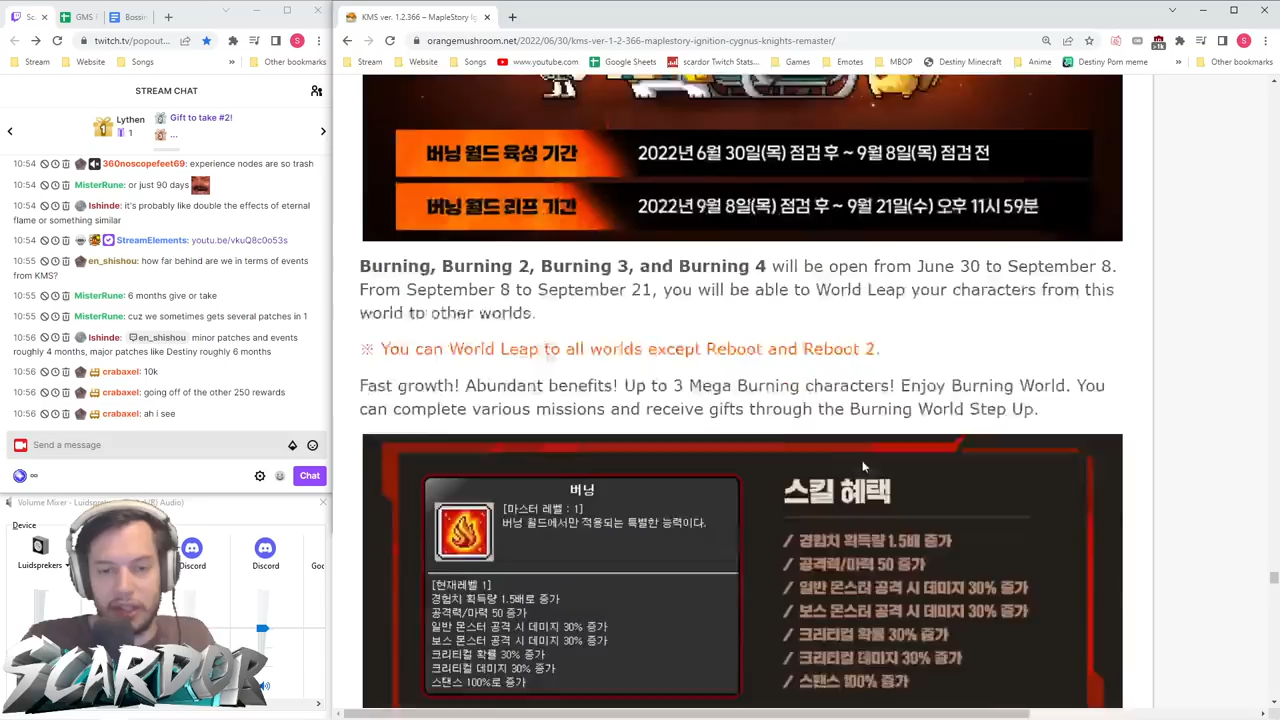 Sc
GMS
Bossi
KMS ver. 1.2.366 – MapleStory Ig
twitch.tv/popout...
orangemushroom.net/2022/06/30/kms-ver-1-2-366-maplestory-ignition-cygnus-knights-remaster/
Stream
Website
Songs
»
Other bookmarks
Stream
Website
Songs
www.youtube.com
Google Sheets
scardor Twitch Stats...
Games
Emotes
MBOP
Destiny Minecraft
Anime
Destiny Porn meme
»
Other bookmarks
STREAM CHAT
Lythen
1
Gift to take #2!
...
10:54 360noscopefeet69: experience nodes are so trash
10:54 MisterRune: or just 90 days
10:54 Ishinde: it's probably like double the effects of eternal
flame or something similar
10:54 StreamElements: youtu.be/vkuQ8c0o53s
10:55 en_shishou: how far behind are we in terms of events
from KMS?
10:55 MisterRune: 6 months give or take
10:55 MisterRune: cuz we sometimes gets several patches in 1
10:56 Ishinde: en_shishou minor patches and events
roughly 4 months, major patches like Destiny roughly 6 months
10:56 crabaxel: 10k
10:56 crabaxel: going off of the other 250 rewards
10:56 crabaxel: ah i see
Send a message
Chat
Volume Mixer - Luidsprekers
Audio)
Device
Luidsprekers
Discord
Discord
Goo
SCARDOR
버닝 월드 육성 기간
2022년 6월 30일(목) 점검 후 ~ 9월 8일(목) 점검 전
버닝 월드 리프 기간
2022년 9월 8일(목) 점검 후 ~ 9월 21일(수) 오후 11시 59분
Burning, Burning 2, Burning 3, and Burning 4 will be open from June 30 to September 8.
From September 8 to September 21, you will be able to World Leap your characters from this
world to other worlds.
※ You can World Leap to all worlds except Reboot and Reboot 2.
Fast growth! Abundant benefits! Up to 3 Mega Burning characters! Enjoy Burning World. You
can complete various missions and receive gifts through the Burning World Step Up.
버닝
[마스터 레벨 : 1]
버닝 월드에서만 적용되는 특별한 능력이다.
[현재레벨 1]
경험치 획득량 1.5배로 증가
공격력/마력 50 증가
일반 몬스터 공격 시 데미지 30% 증가
보스 몬스터 공격 시 데미지 30% 증가
크리티컬 확률 30% 증가
크리티컬 데미지 30% 증가
스탠스 100%로 증가
스킬 혜택
/ 경험치 획득량 1.5배 증가
/ 공격력/마력 50 증가
/ 일반 몬스터 공격 시 데미지 30% 증가
/ 보스 몬스터 공격 시 데미지 30% 증가
/ 크리티컬 확률 30% 증가
/ 크리티컬 데미지 30% 증가
/ 스탠스 100% 증가